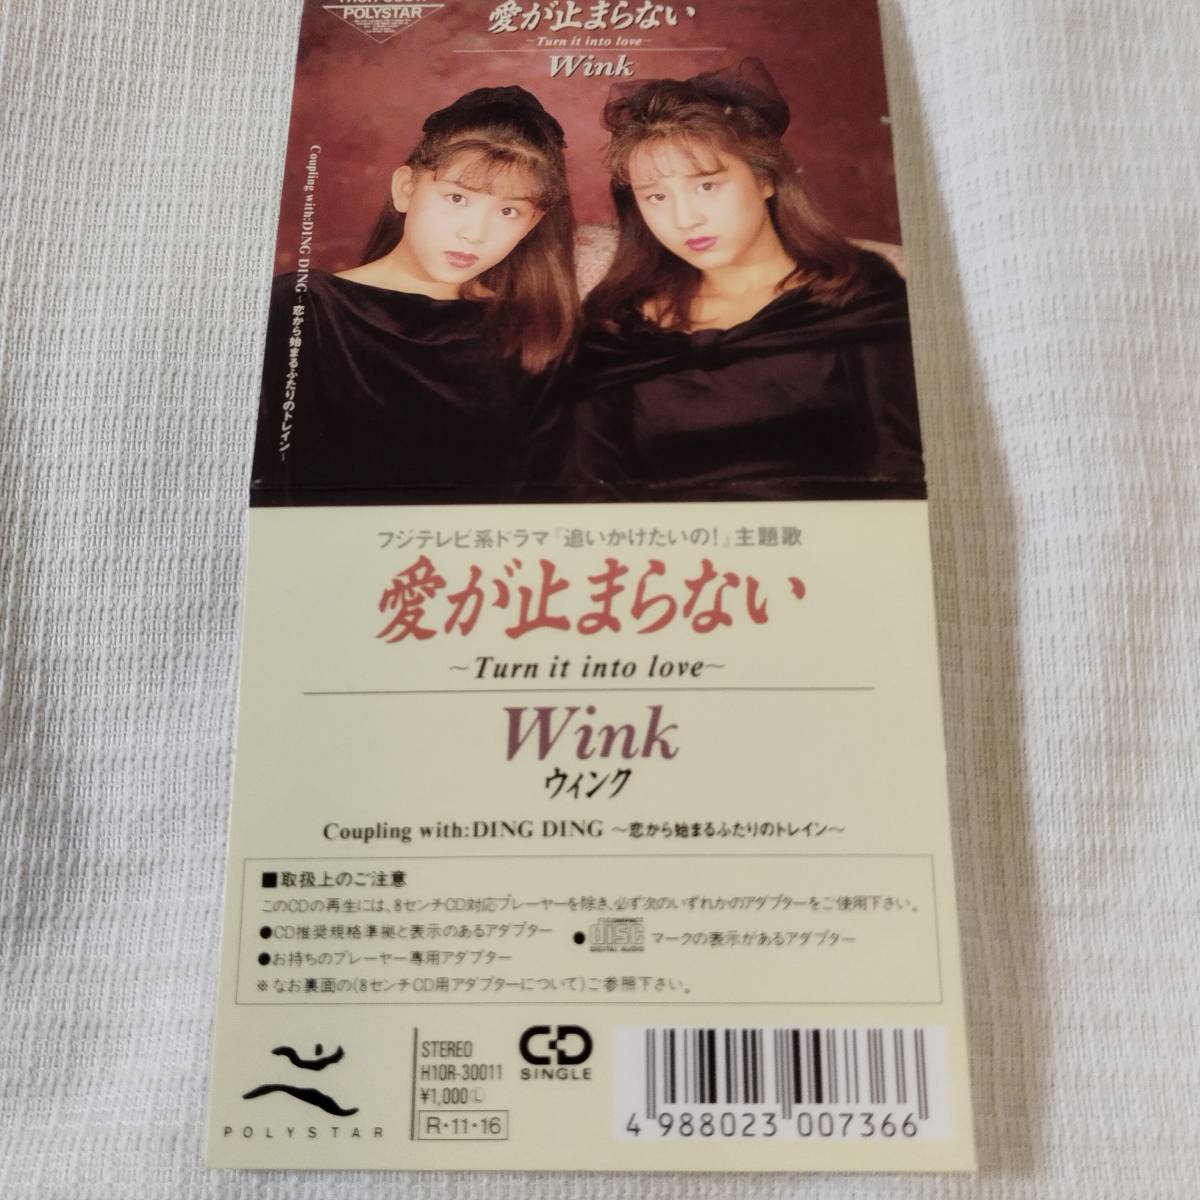 POLYSTAR
愛が止まらない
~Turn it into love~
Wink
Coupling with:DING DING ~恋から始まるふたりのトレイン~
フジテレビ系ドラマ『追いかけたいの!』主題歌
愛が止まらない
~Turn it into love~
Wink
ウィンク
Coupling with:DING DING ~恋から始まるふたりのトレイン~
■取扱上のご注意
このCDの再生には、8センチCD対応プレーヤーを除き、必ず次のいずれかのアダプターをご使用下さい。
●CD推奨規格準拠と表示のあるアダプター ●COMPACT disc DIGITAL AUDIO マークの表示があるアダプター
●お持ちのプレーヤー専用アダプター
※なお裏面の(8センチCD用アダプターについて)ご参照下さい。
POLYSTAR
STEREO
H10R-30011
¥1,000Ⓛ
R・11・16
CD
SINGLE
4 988023 007366